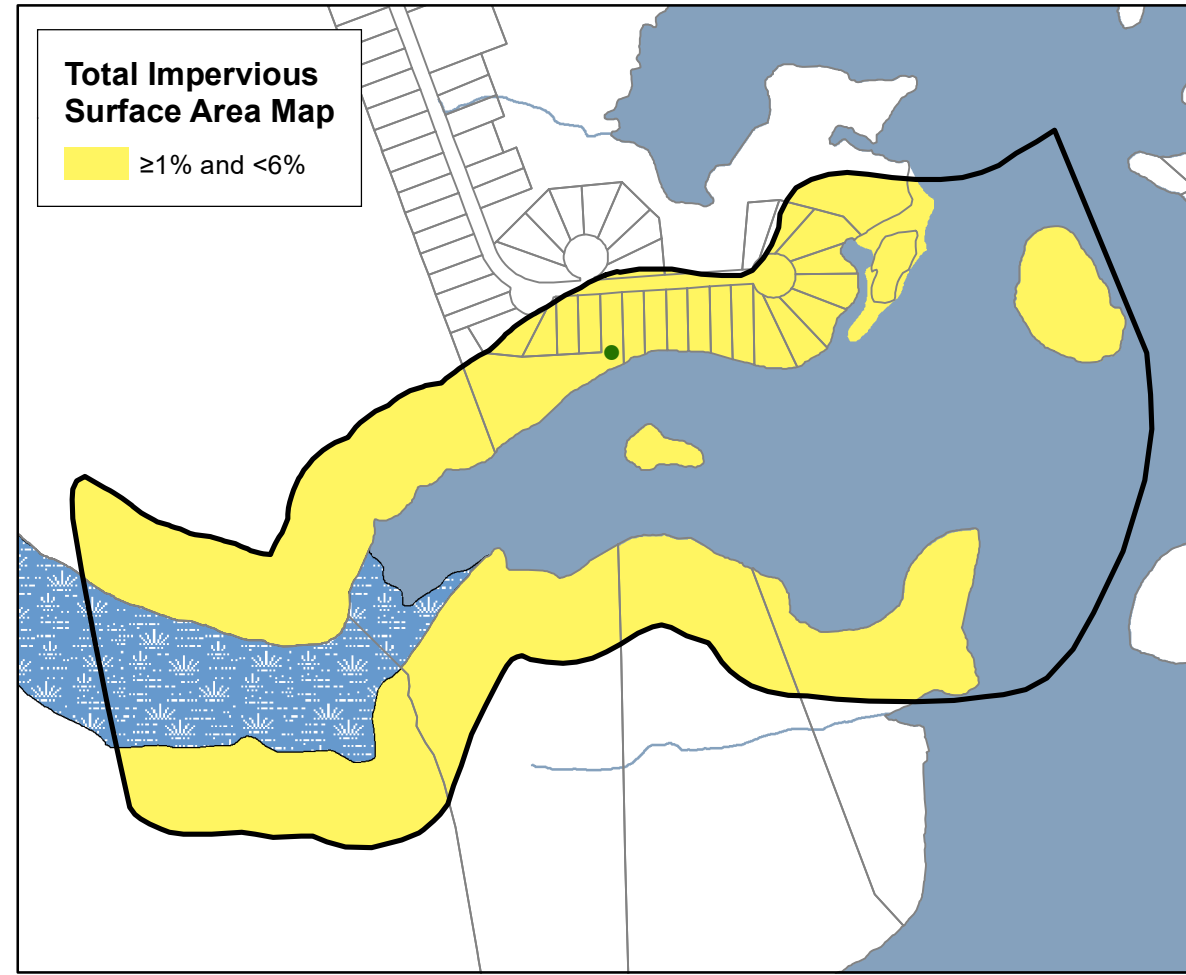 Total Impervious
Surface Area Map
≥1% and <6%